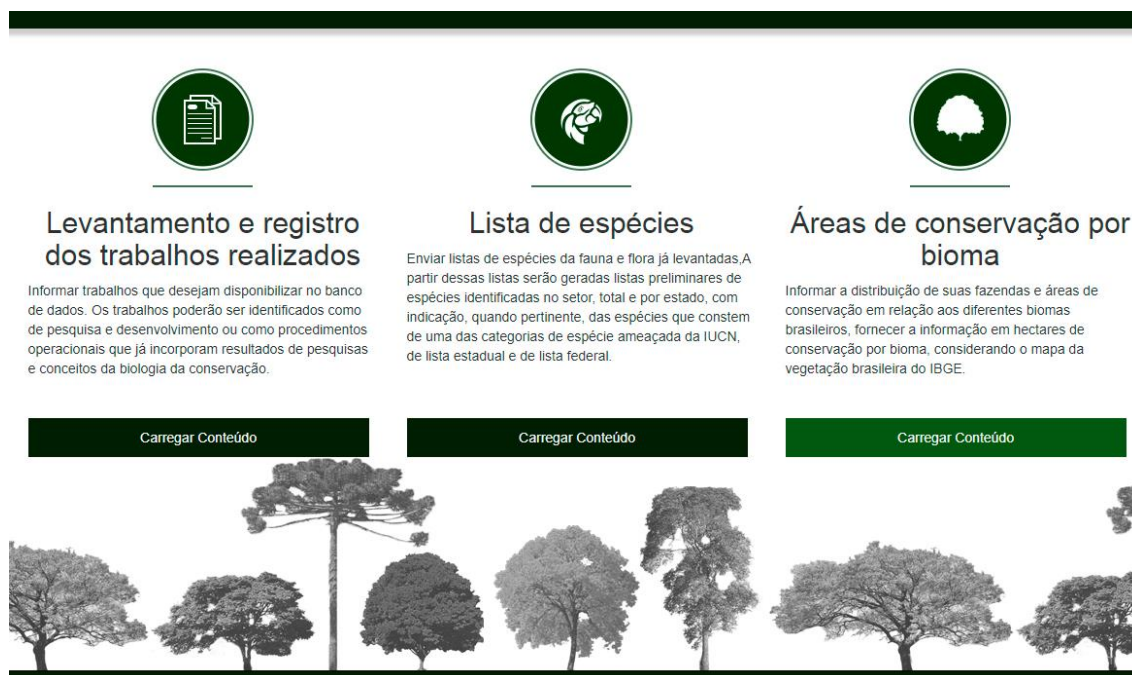 Levantamento e registro
dos trabalhos realizados
Informar trabalhos que desejam disponibilizar no banco
de dados. Os trabalhos poderão ser identificados como
de pesquisa e desenvolvimento ou como procedimentos
operacionais que já incorporam resultados de pesquisas
e conceitos da biologia da conservação.
Carregar Conteúdo
Lista de espécies
Enviar listas de espécies da fauna e flora já levantadas,A
partir dessas listas serão geradas listas preliminares de
espécies identificadas no setor, total e por estado, com
indicação, quando pertinente, das espécies que constem
de uma das categorias de espécie ameaçada da IUCN,
de lista estadual e de lista federal.
Carregar Conteúdo
Áreas de conservação por
bioma
Informar a distribuição de suas fazendas e áreas de
conservação em relação aos diferentes biomas
brasileiros, fornecer a informação em hectares de
conservação por bioma, considerando o mapa da
vegetação brasileira do IBGE.
Carregar Conteúdo